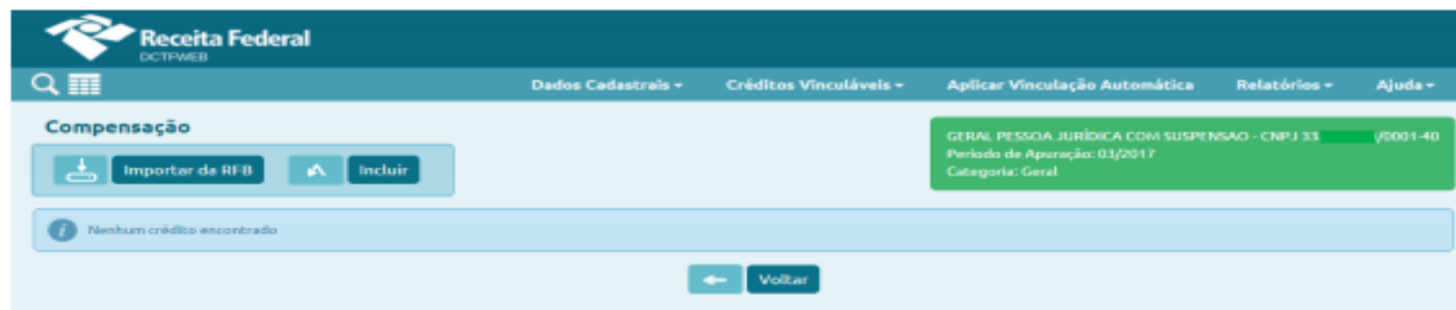 Receita Federal
DCTFWEB
Dados Cadastrais Créditos Vinculáveis Aplicar Vinculação Automática Relatórios Ajuda
Compensação
GERAL PESSOA JURÍDICA COM SUSPENSAO - CNPJ 33. /0001-40
Período de Apuração: 03/2017
Categoria: Geral
Importar da RFB Incluir
Nenhum crédito encontrado
Voltar